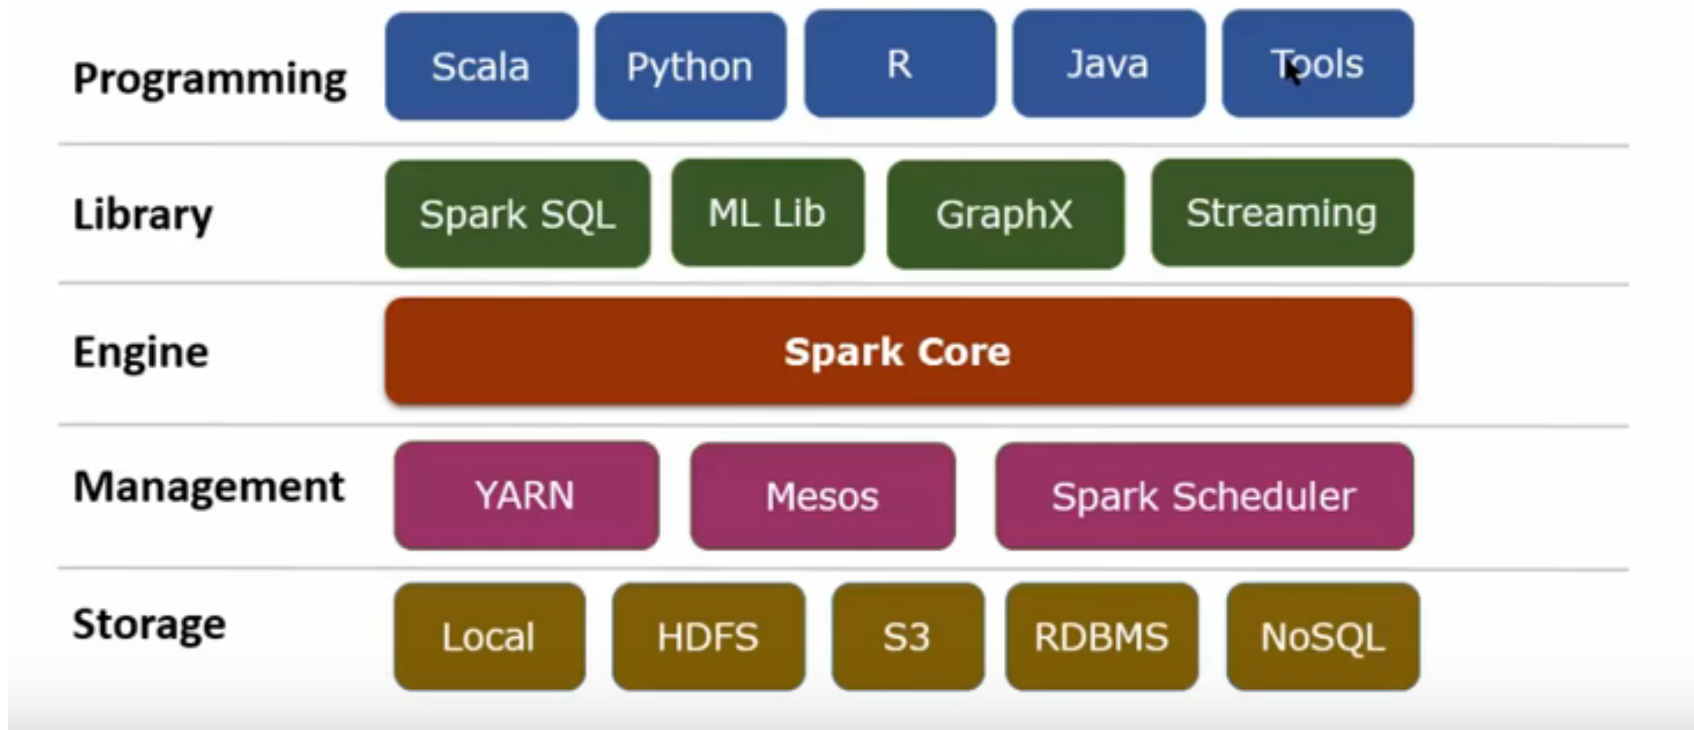 Programming
Scala
Python
R
Java
Tools
Library
Spark SQL
ML Lib
GraphX
Streaming
Engine
Spark Core
Management
YARN
Mesos
Spark Scheduler
Storage
Local
HDFS
S3
RDBMS
NoSQL